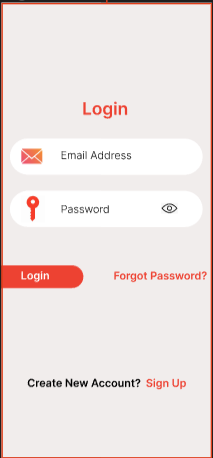 Login
Email Address
Password
Login Forgot Password?
Create New Account? Sign Up